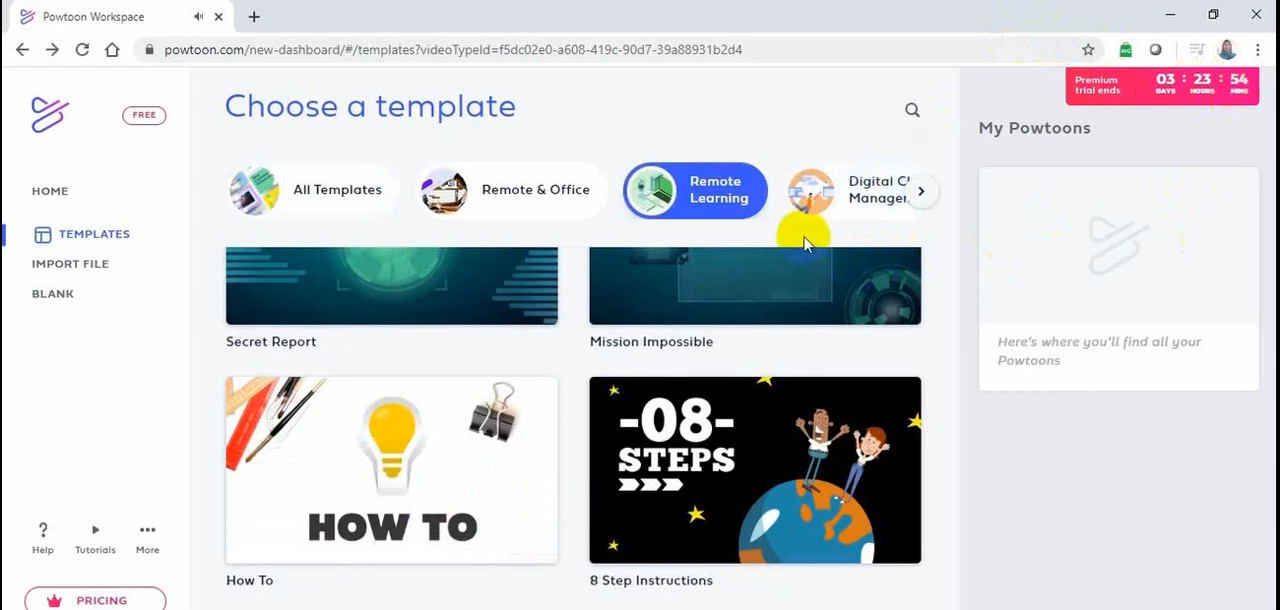 Powtoon Workspace
powtoon.com/new-dashboard/#/templates?videoTypeId=f5dc02e0-a608-419c-90d7-39a88931b2d4
FREE
HOME
TEMPLATES
IMPORT FILE
BLANK
?
Help
Tutorials
More
PRICING
Choose a template
All Templates
Remote & Office
Remote
Learning
Digital
Manager
Secret Report
Mission Impossible
HOW TO
-08-
STEPS
How To
8 Step Instructions
Premium
trial ends
03 : 23 : 54
DAYS HOURS MINS
My Powtoons
Here's where you'll find all your
Powtoons